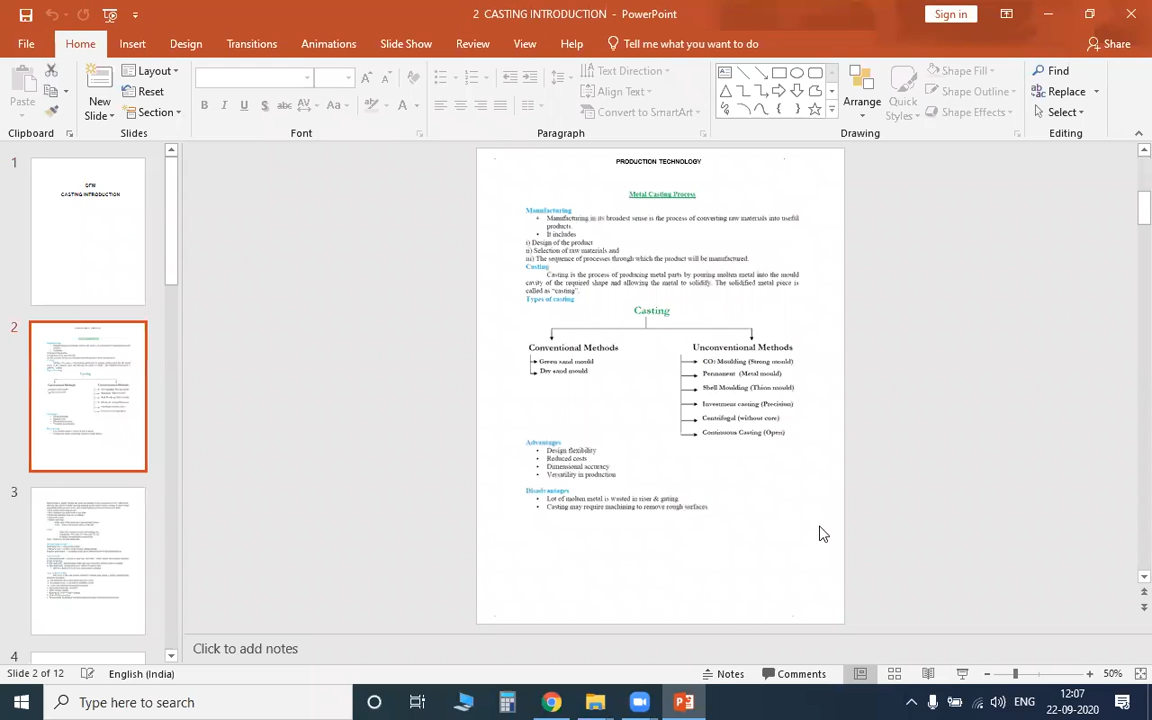 2 CASTING INTRODUCTION - PowerPoint
Sign in
File
Home
Insert
Design
Transitions
Animations
Slide Show
Review
View
Help
Tell me what you want to do
Share
Paste
New
Slide
Layout
Reset
Section
Text Direction
Align Text
Convert to SmartArt
Arrange
Quick
Styles
Shape Fill
Shape Outline
Shape Effects
Find
Replace
Select
Clipboard
Slides
Font
Paragraph
Drawing
Editing
1
CASTING INTRODUCTION
2
3
4
PRODUCTION TECHNOLOGY
Metal Casting Process
Manufacturing
• Manufacturing in its broadest sense is the process of converting raw materials into useful
products.
• It includes
i) Design of the product
ii) Selection of raw materials and
iii) The sequence of processes through which the product will be manufactured.
Casting
Casting is the process of producing metal parts by pouring molten metal into the mould
cavity of the required shape and allowing the metal to solidify. The solidified metal piece is
called as "casting".
Types of casting
Casting
Conventional Methods
Green sand mould
Dry sand mould
Unconventional Methods
CO2 Moulding (Strong mould)
Permanent (Metal mould)
Shell Moulding (Thinn mould)
Investment casting (Precision)
Centrifugal (without core)
Continuous Casting (Open)
Advantages
• Design flexibility
• Reduced costs
• Dimensional accuracy
• Versatility in production
Disadvantages
• Lot of molten metal is wasted in riser & gating
• Casting may require machining to remove rough surfaces
Click to add notes
Slide 2 of 12
English (India)
Notes
Comments
50%
Type here to search
ENG
12:07
22-09-2020